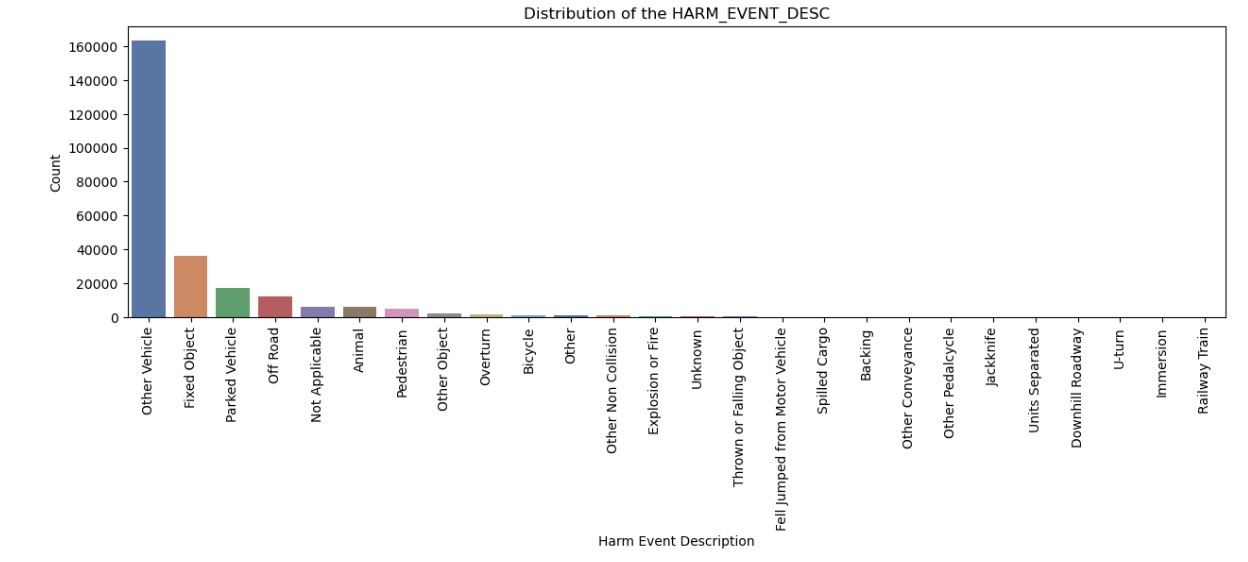 Distribution of the HARM_EVENT_DESC
160000
140000
120000
100000
80000
60000
40000
20000
0
Count
Other Vehicle
Fixed Object
Parked Vehicle
Off Road
Not Applicable
Animal
Pedestrian
Other Object
Overturn
Bicycle
Other
Other Non Collision
Explosion or Fire
Unknown
Thrown or Falling Object
Fell Jumped from Motor Vehicle
Spilled Cargo
Backing
Other Conveyance
Other Pedalcycle
Jackknife
Units Separated
Downhill Roadway
U-turn
Immersion
Railway Train
Harm Event Description